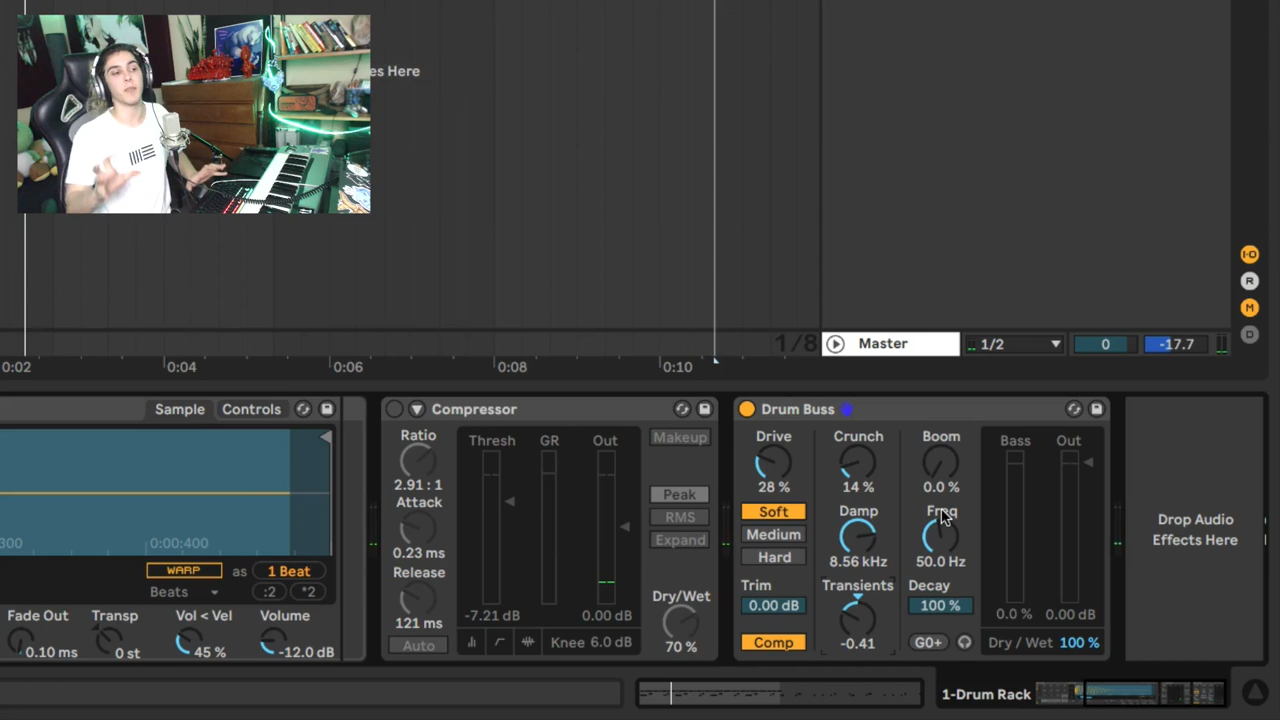 es Here
I·O
R
M
D
1/8
Master
1/2
0
-17.7
0:02
0:04
0:06
0:08
0:10
Sample
Controls
Compressor
Drum Buss
Ratio
2.91 : 1
Attack
0.23 ms
Release
121 ms
Auto
Thresh
GR
Out
-7.21 dB
0.00 dB
Knee 6.0 dB
Makeup
Peak
RMS
Expand
Dry/Wet
70 %
Drive
28 %
Soft
Medium
Hard
Trim
0.00 dB
Comp
Crunch
14 %
Damp
8.56 kHz
Transients
-0.41
Boom
0.0 %
Freq
50.0 Hz
Decay
100 %
G0+
Bass
Out
0.0 %
0.00 dB
Dry / Wet 100 %
Drop Audio
Effects Here
300
0:00:400
WARP
as
1 Beat
Beats
:2
*2
Fade Out
0.10 ms
Transp
0 st
Vol < Vel
45 %
Volume
-12.0 dB
1-Drum Rack